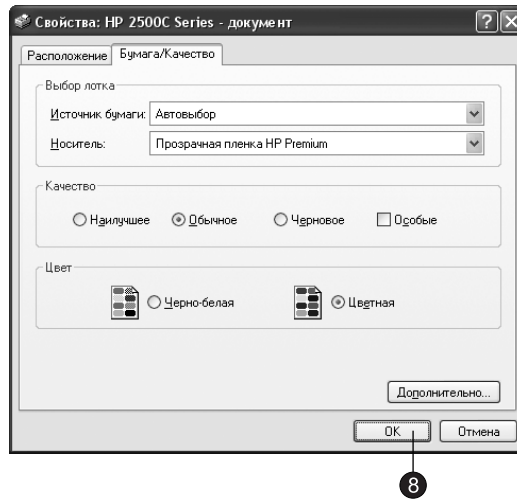 Свойства: HP 2500C Series - документ
Расположение Бумага/Качество
Выбор лотка
Источник бумаги: Автовыбор
Носитель: Прозрачная пленка HP Premium
Качество
Наилучшее Обычное Черновое Особые
Цвет
Черно-белая Цветная
Дополнительно...
OK Отмена
8